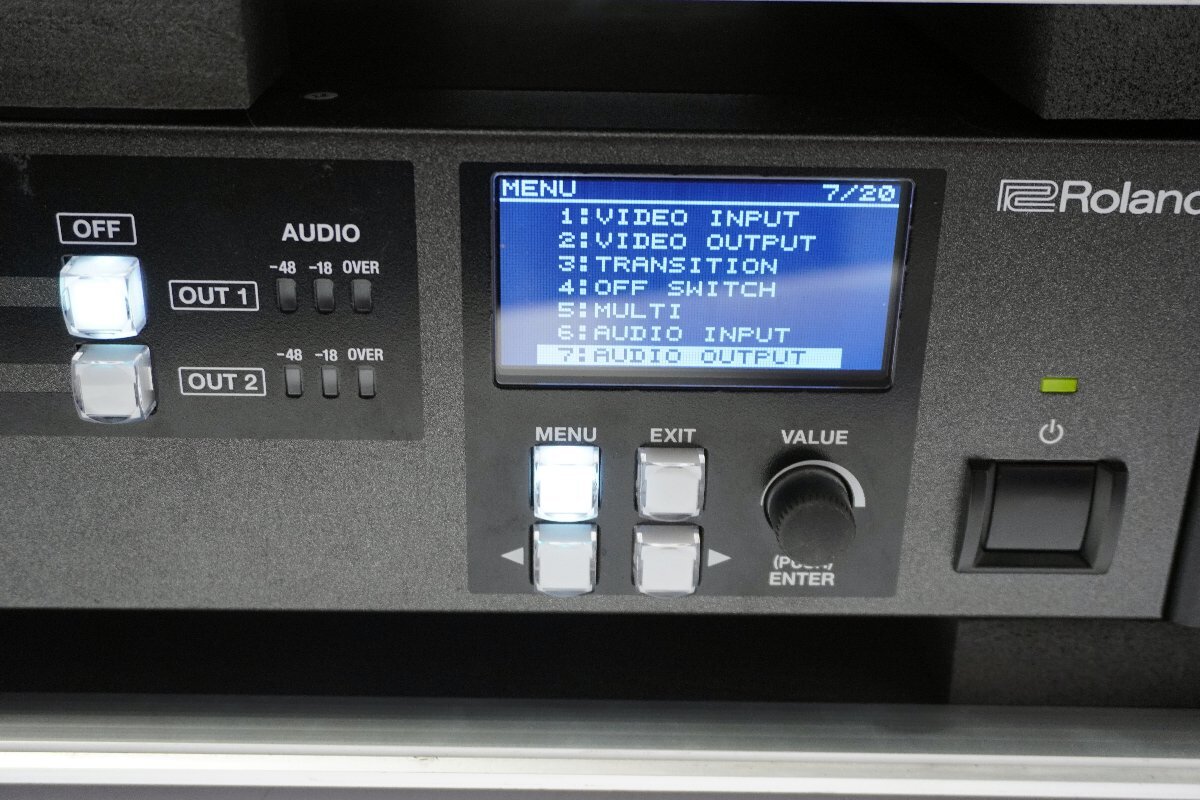 OFF
AUDIO
-48 -18 OVER
OUT 1
-48 -18 OVER
OUT 2
MENU 7/20
1:VIDEO INPUT
2:VIDEO OUTPUT
3:TRANSITION
4:OFF SWITCH
5:MULTI
6:AUDIO INPUT
7:AUDIO OUTPUT
MENU EXIT VALUE
(PUSH)
ENTER
Roland